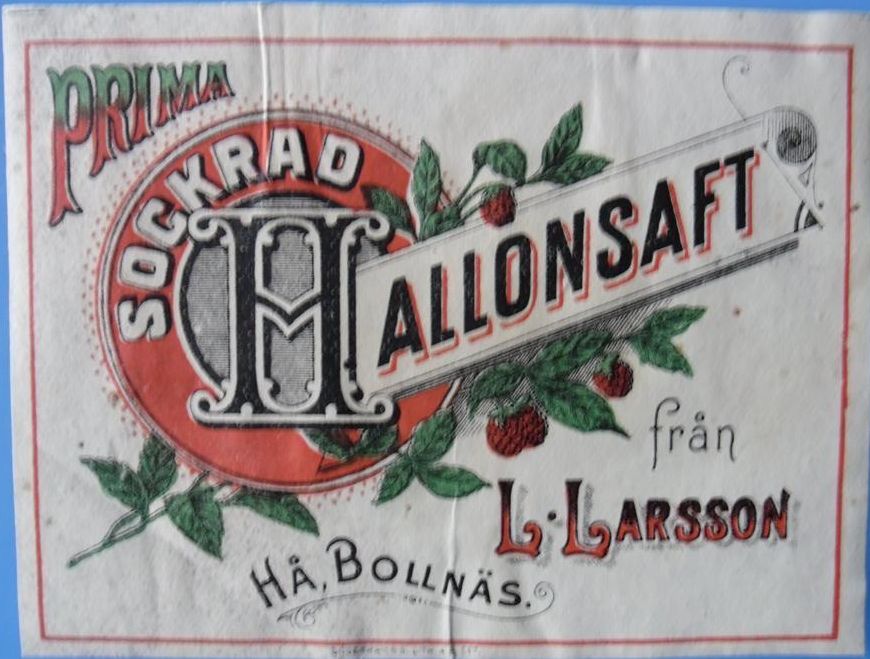 PRIMA
SOCKRAD
HALLONSAFT
från
L. LARSSON
HÅ, BOLLNÄS.